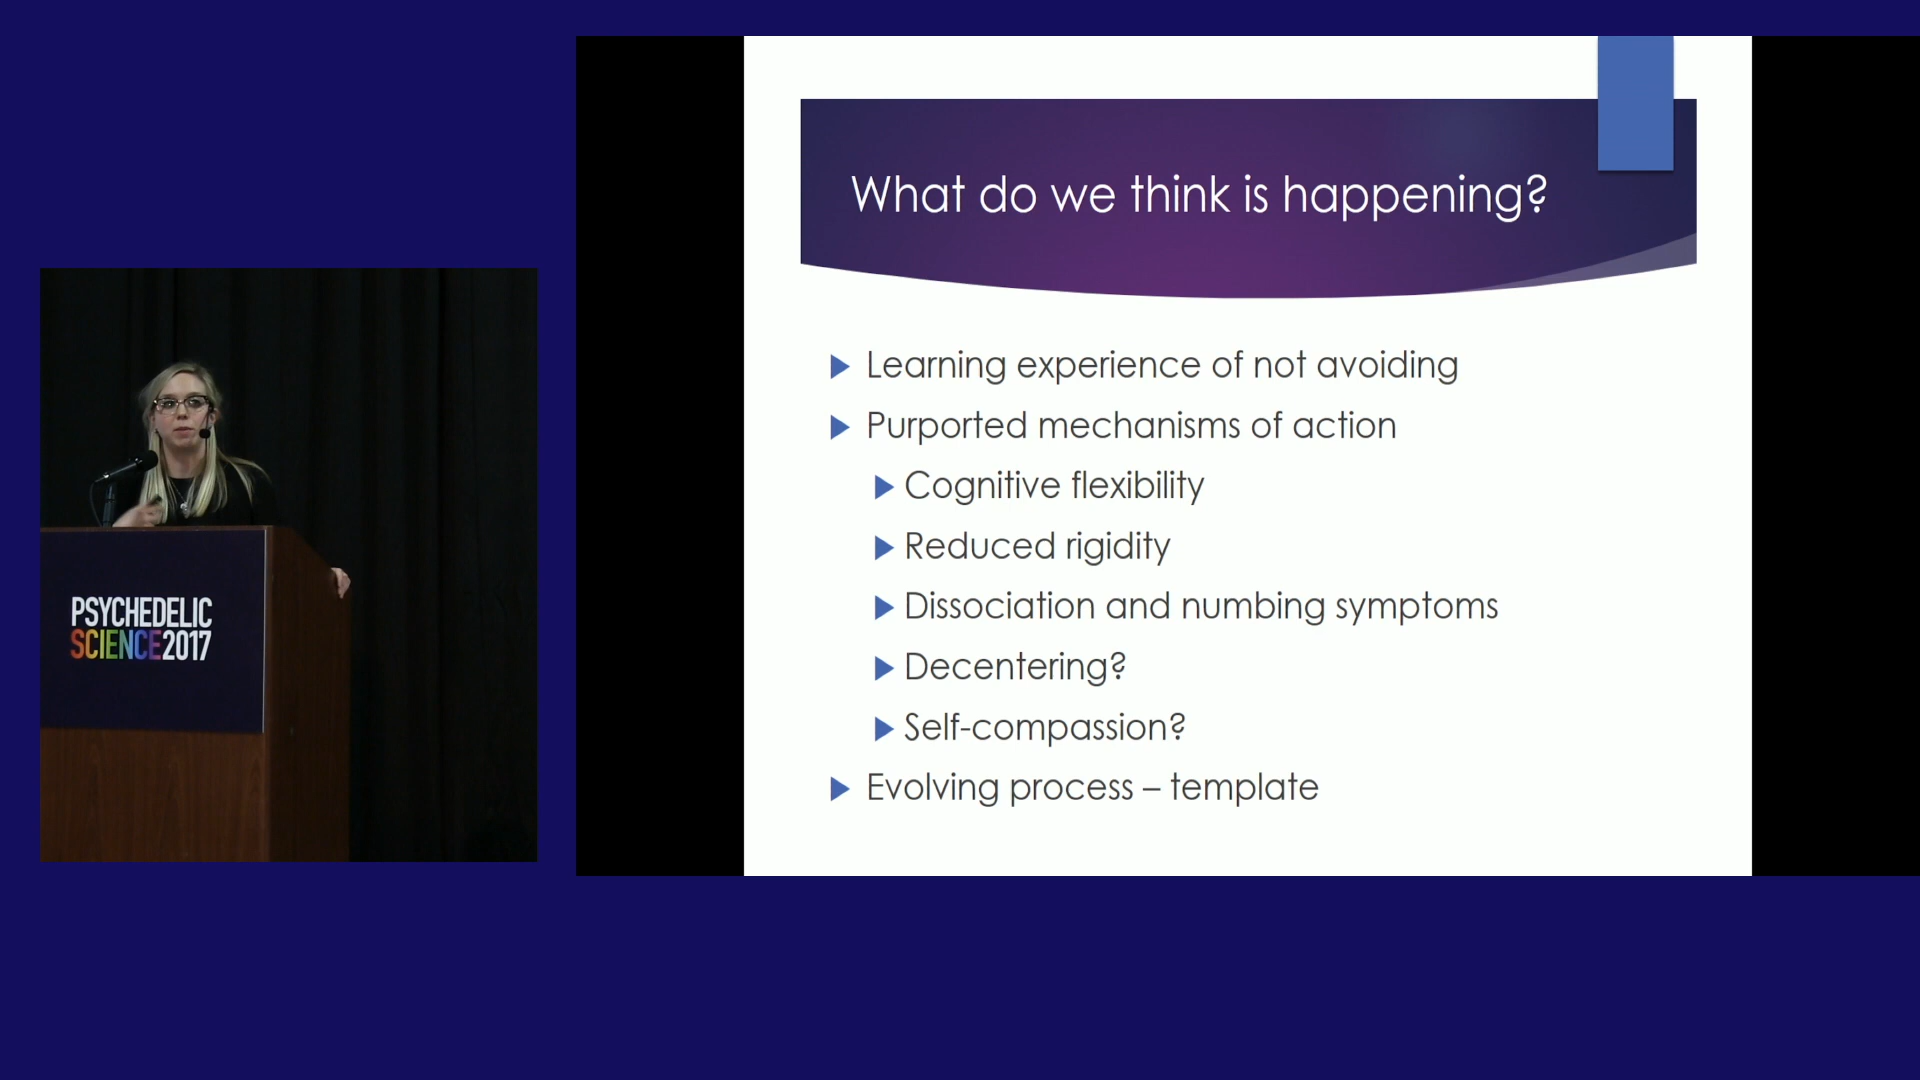 What do we think is happening?
Learning experience of not avoiding
Purported mechanisms of action
Cognitive flexibility
Reduced rigidity
Dissociation and numbing symptoms
Decentering?
Self-compassion?
Evolving process – template
PSYCHEDELIC
SCIENCE2017